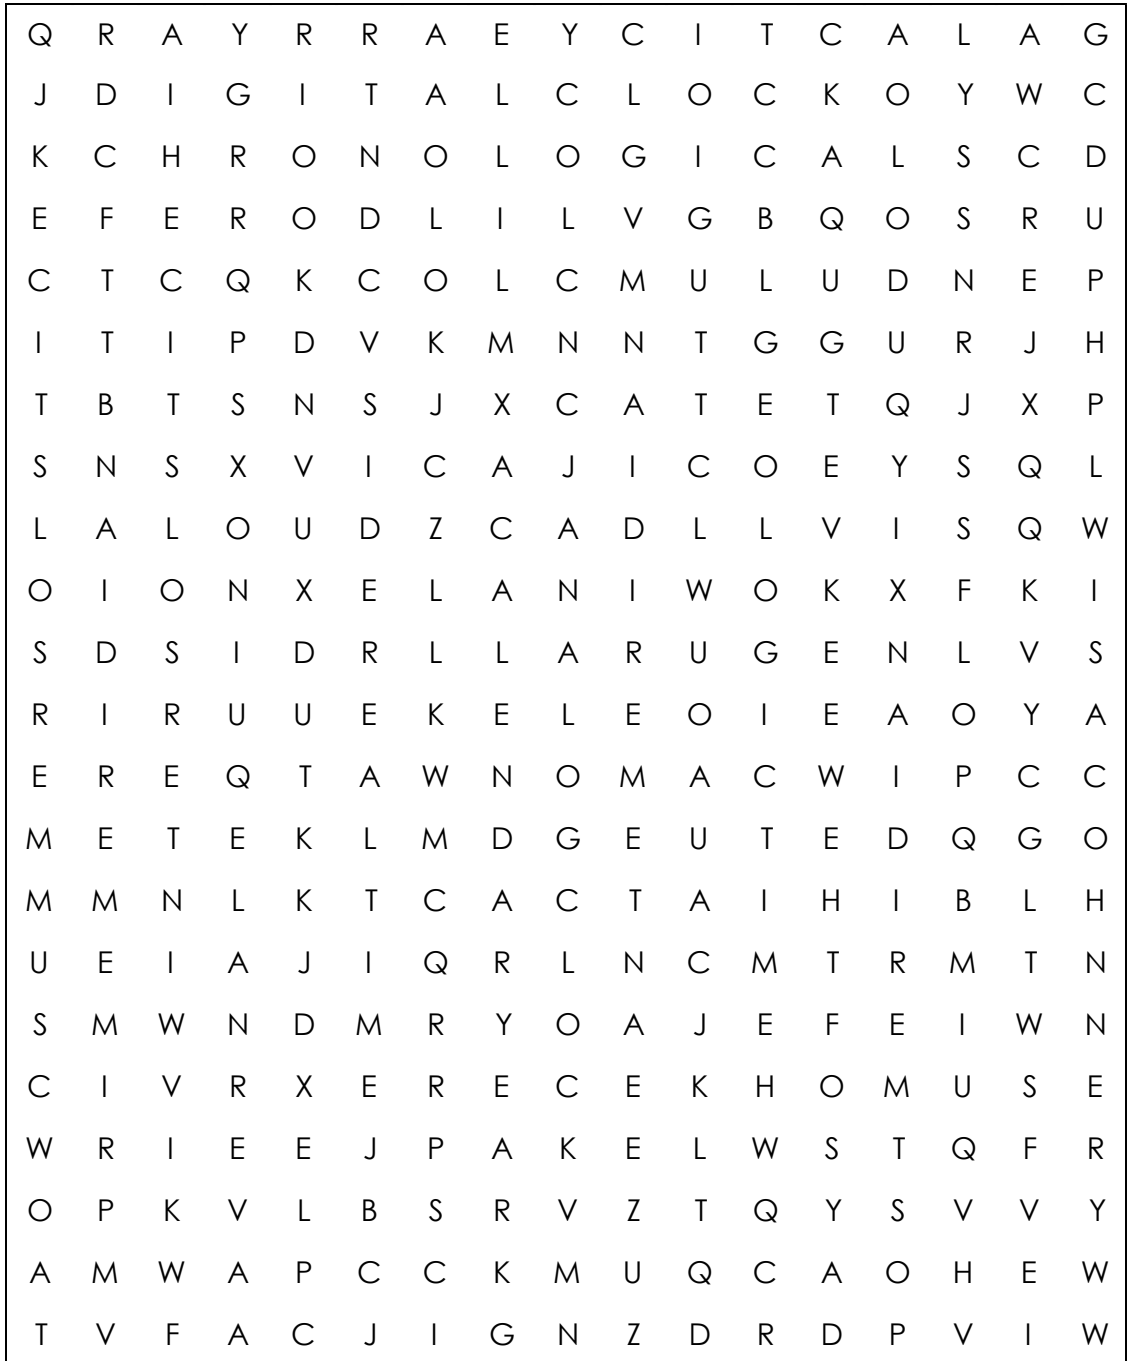 Q R A Y R R A E Y C I T C A L A G
J D I G I T A L C L O C K O Y W C
K C H R O N O L O G I C A L S C D
E F E R O D L I L V G B Q O S R U
C T C Q K C O L C M U L U D N E P
I T I P D V K M N N T G G U R J H
T B T S N S J X C A T E T Q J X P
S N S X V I C A J I C O E Y S Q L
L A L O U D Z C A D L L V I S Q W
O I O N X E L A N I W O K X F K I
S D S I D R L L A R U G E N L V S
R I R U U E K E L E O I E A O Y A
E R E Q T A W N O M A C W I P C C
M E T E K L M D G E U T E D Q G O
M M N L K T C A C T A I H I B L H
U E I A J I Q R L N C M T R M T N
S M W N D M R Y O A J E F E I W N
C I V R X E R E C E K H O M U S E
W R I E E J P A K E L W S T Q F R
O P K V L B S R V Z T Q Y S V V Y
A M W A P C C K M U Q C A O H E W
T V F A C J I G N Z D R D P V I W